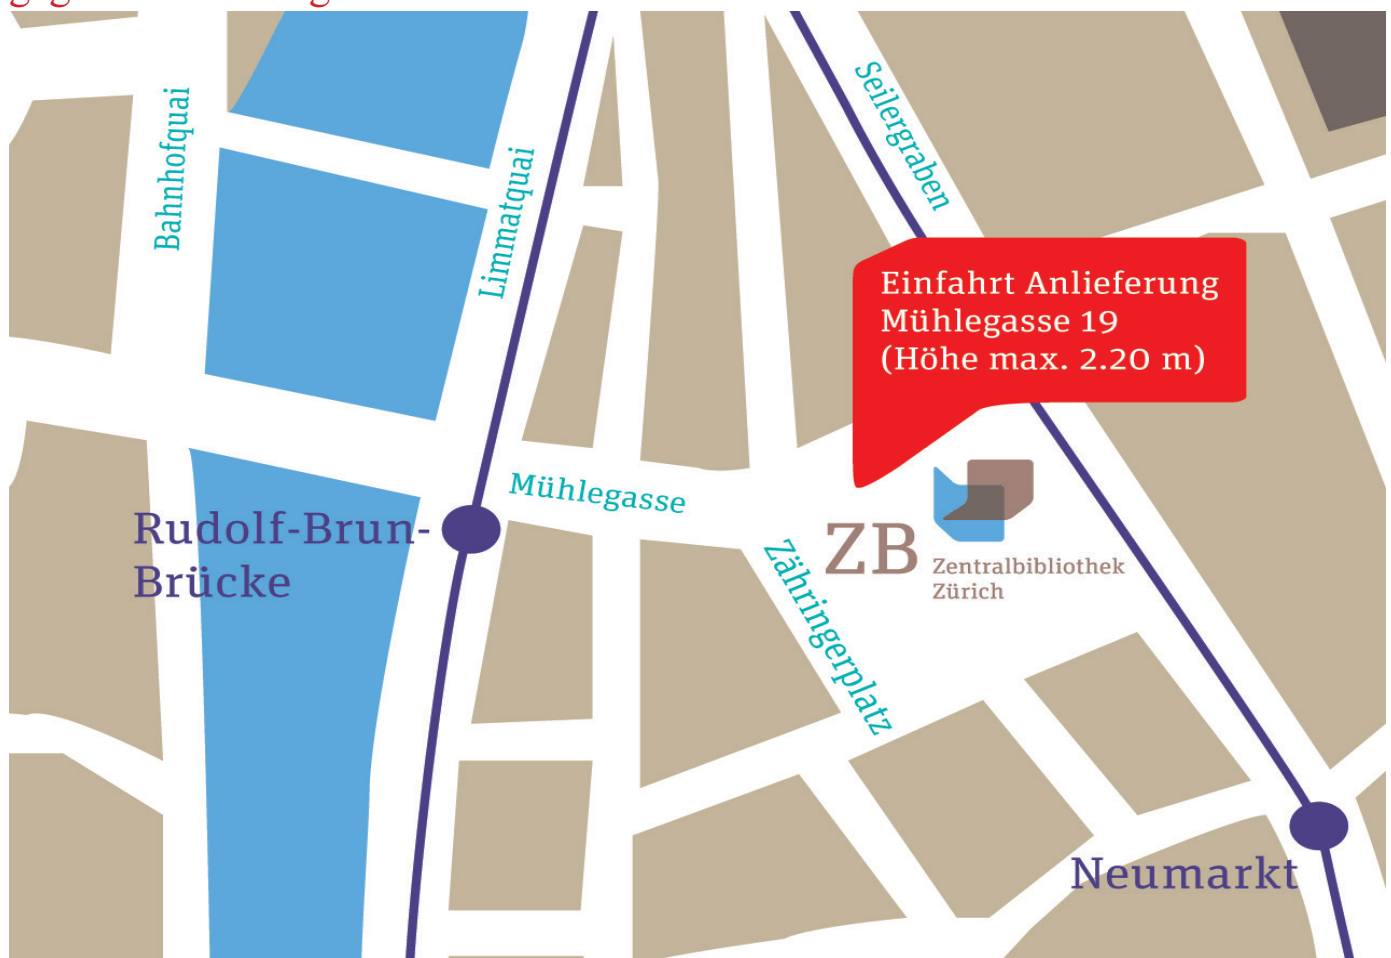 Bahnhofquai
Limmatquai
Seilergraben
Einfahrt Anlieferung
Mühlegasse 19
(Höhe max. 2.20 m)
Mühlegasse
Rudolf-Brun-
Brücke
ZB
Zentralbibliothek
Zürich
Zähringerplatz
Neumarkt